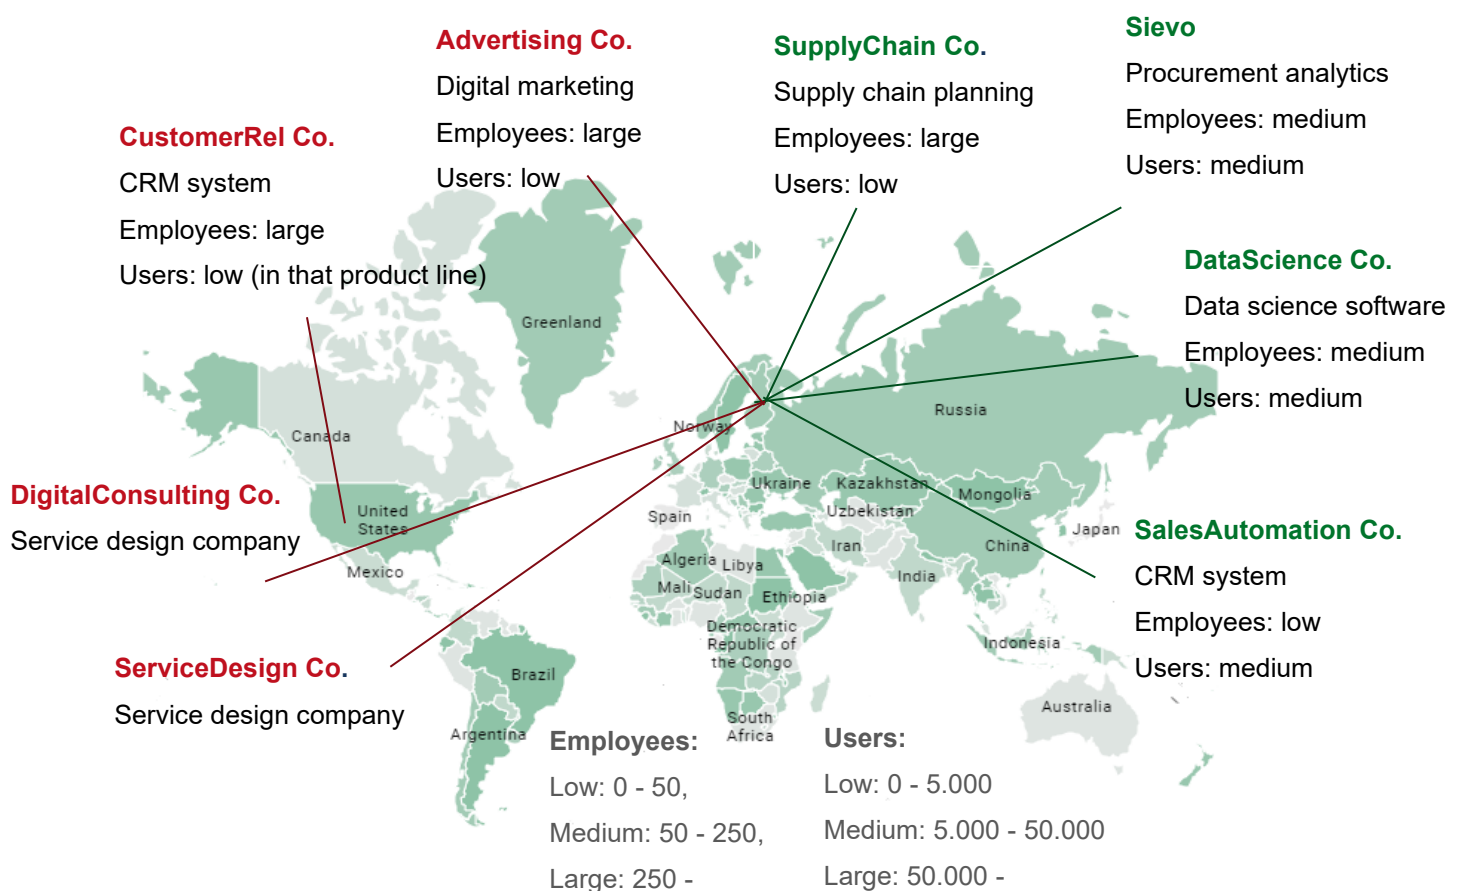 Advertising Co.
Digital marketing
Employees: large
Users: low
SupplyChain Co.
Supply chain planning
Employees: large
Users: low
Sievo
Procurement analytics
Employees: medium
Users: medium
CustomerRel Co.
CRM system
Employees: large
Users: low (in that product line)
DataScience Co.
Data science software
Employees: medium
Users: medium
DigitalConsulting Co.
Service design company
SalesAutomation Co.
CRM system
Employees: low
Users: medium
ServiceDesign Co.
Service design company
Greenland
Canada
Norway
Russia
United
States
Ukraine
Kazakhstan
Mongolia
Spain
Uzbekistan
Japan
Iran
China
Mexico
Algeria
Libya
India
Mali
Sudan
Ethiopia
Democratic
Republic of
the Congo
Indonesia
Brazil
Australia
Argentina
South
Africa
Employees:
Low: 0 - 50,
Medium: 50 - 250,
Large: 250 -
Users:
Low: 0 - 5.000
Medium: 5.000 - 50.000
Large: 50.000 -